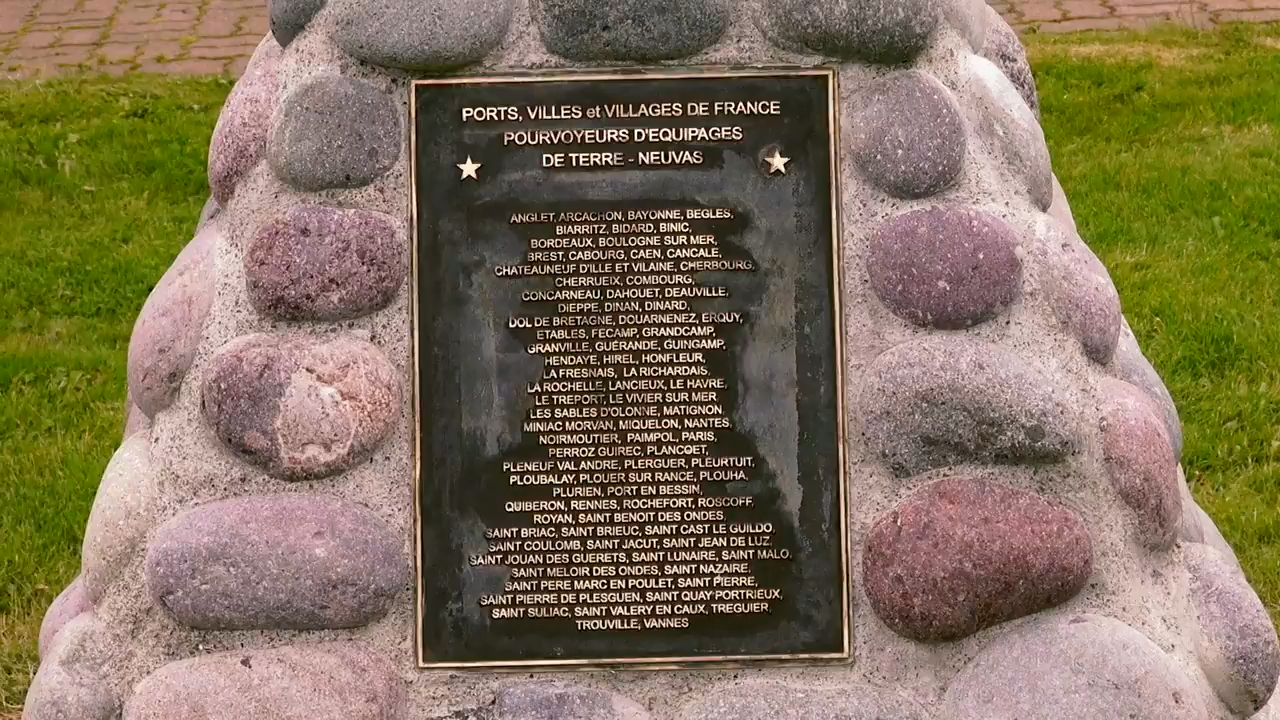 PORTS, VILLES et VILLAGES DE FRANCE
POURVOYEURS D'EQUIPAGES
DE TERRE - NEUVAS
ANGLET, ARCACHON, BAYONNE, BEGLES,
BIARRITZ, BIDARD, BINIC,
BORDEAUX, BOULOGNE SUR MER,
BREST, CABOURG, CAEN, CANCALE,
CHATEAUNEUF D'ILLE ET VILAINE, CHERBOURG,
CHERRUEIX, COMBOURG,
CONCARNEAU, DAHOUET, DEAUVILLE,
DIEPPE, DINAN, DINARD,
DOL DE BRETAGNE, DOUARNENEZ, ERQUY,
ETABLES, FECAMP, GRANDCAMP,
GRANVILLE, GUÉRANDE, GUINGAMP,
HENDAYE, HIREL, HONFLEUR,
LA FRESNAIS, LA RICHARDAIS,
LA ROCHELLE, LANCIEUX, LE HAVRE,
LE TREPORT, LE VIVIER SUR MER,
LES SABLES D'OLONNE, MATIGNON,
MINIAC MORVAN, MIQUELON, NANTES,
NOIRMOUTIER, PAIMPOL, PARIS,
PERROZ GUIREC, PLANCOET,
PLENEUF VAL ANDRE, PLERGUER, PLEURTUIT,
PLOUBALAY, PLOUER SUR RANCE, PLOUHA,
PLURIEN, PORT EN BESSIN,
QUIBERON, RENNES, ROCHEFORT, ROSCOFF,
ROYAN, SAINT BENOIT DES ONDES,
SAINT BRIAC, SAINT BRIEUC, SAINT CAST LE GUILDO,
SAINT COULOMB, SAINT JACUT, SAINT JEAN DE LUZ,
SAINT JOUAN DES GUERETS, SAINT LUNAIRE, SAINT MALO,
SAINT MELOIR DES ONDES, SAINT NAZAIRE,
SAINT PERE MARC EN POULET, SAINT PIERRE,
SAINT PIERRE DE PLESGUEN, SAINT QUAY PORTRIEUX,
SAINT SULIAC, SAINT VALERY EN CAUX, TREGUIER,
TROUVILLE, VANNES